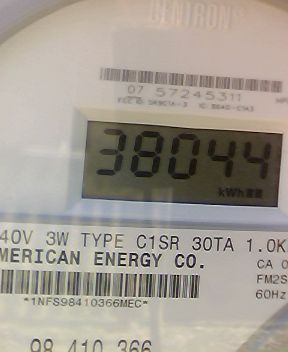 CENTRON®
07 57245311
38044
kWh
40V 3W TYPE C1SR 30TA 1.0K
MERICAN ENERGY CO.
CA 0
FM2S
60Hz
*1NFS98410366MEC*
98 410 366